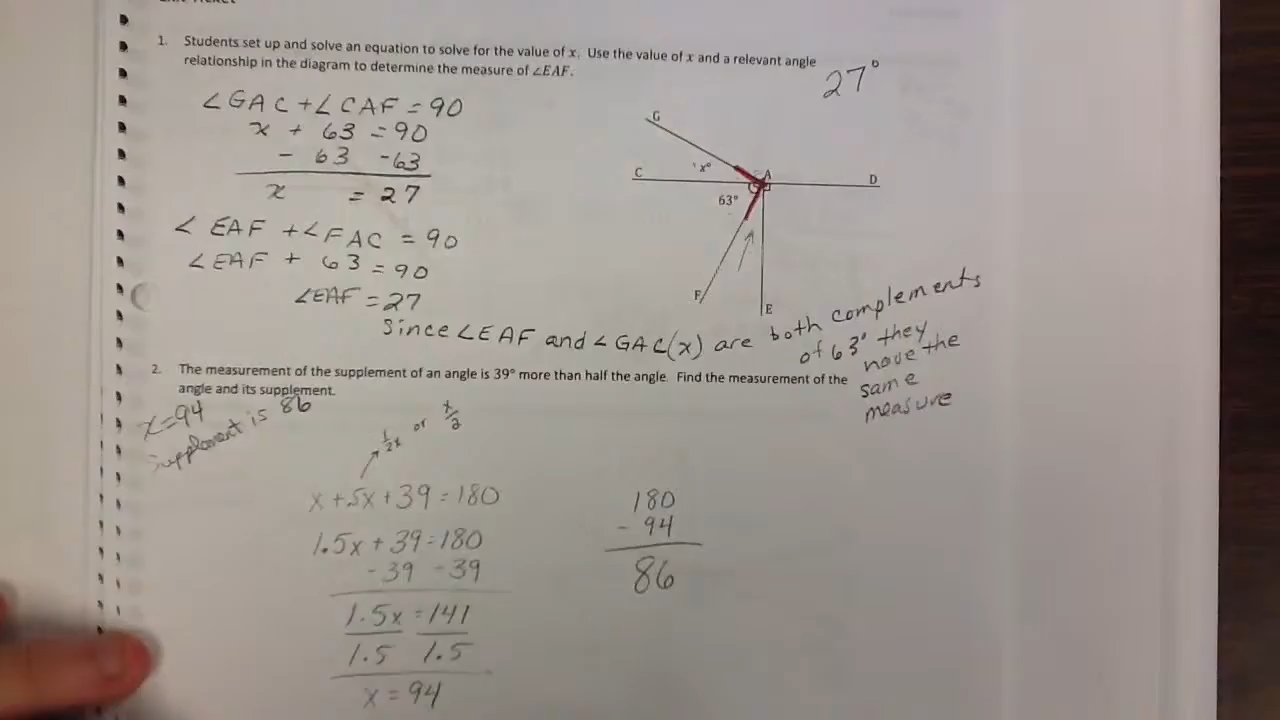 1. Students set up and solve an equation to solve for the value of x. Use the value of x and a relevant angle
relationship in the diagram to determine the measure of ∠EAF.
27°
∠GAC + ∠CAF = 90
x + 63 = 90
- 63 -63
x = 27
∠EAF + ∠FAC = 90
∠EAF + 63 = 90
∠EAF = 27
G
C
x°
A
D
63°
F
E
Since ∠EAF and ∠GAC(x) are both complements
of 63° they
have the
same
measure
2. The measurement of the supplement of an angle is 39° more than half the angle. Find the measurement of the
angle and its supplement.
x=94
Supplement is 86
1/2x or x/2
x + .5x + 39 = 180
1.5x + 39 = 180
-39 -39
1.5x = 141
1.5 1.5
x = 94
180
- 94
86